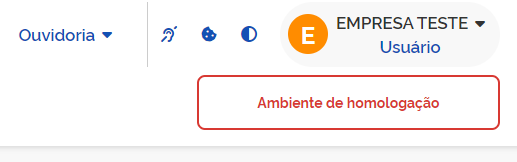 Ouvidoria
E
EMPRESA TESTE
Usuário
Ambiente de homologação